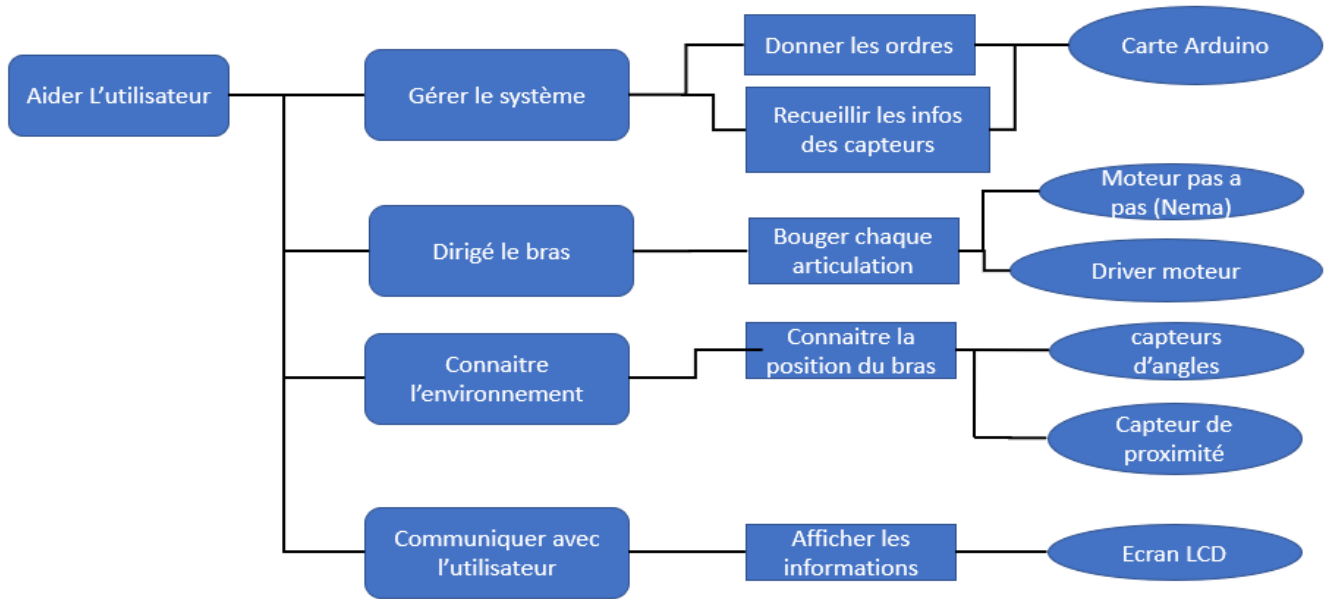 Aider L'utilisateur
Gérer le système
Donner les ordres
Carte Arduino
Recueillir les infos
des capteurs
Dirigé le bras
Bouger chaque
articulation
Moteur pas a
pas (Nema)
Driver moteur
Connaitre
l'environnement
Connaitre la
position du bras
capteurs
d'angles
Capteur de
proximité
Communiquer avec
l'utilisateur
Afficher les
informations
Ecran LCD